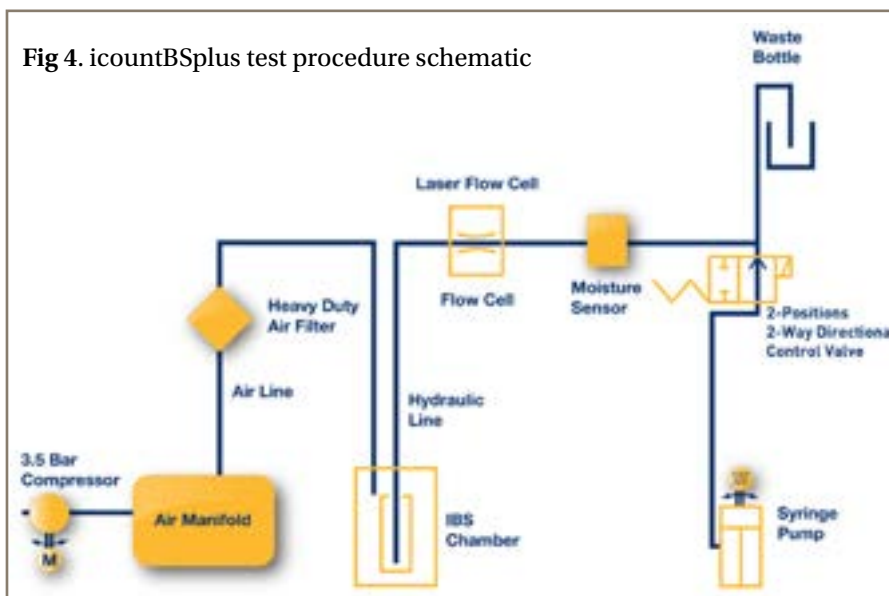 Fig 4. icountBSplus test procedure schematic
Waste
Bottle
Laser Flow Cell
Flow Cell
Moisture
Sensor
2-Positions
2-Way Directiona
Control Valve
Heavy Duty
Air Filter
Air Line
Hydraulic
Line
3.5 Bar
Compressor
Air Manifold
M
IBS
Chamber
Syringe
Pump